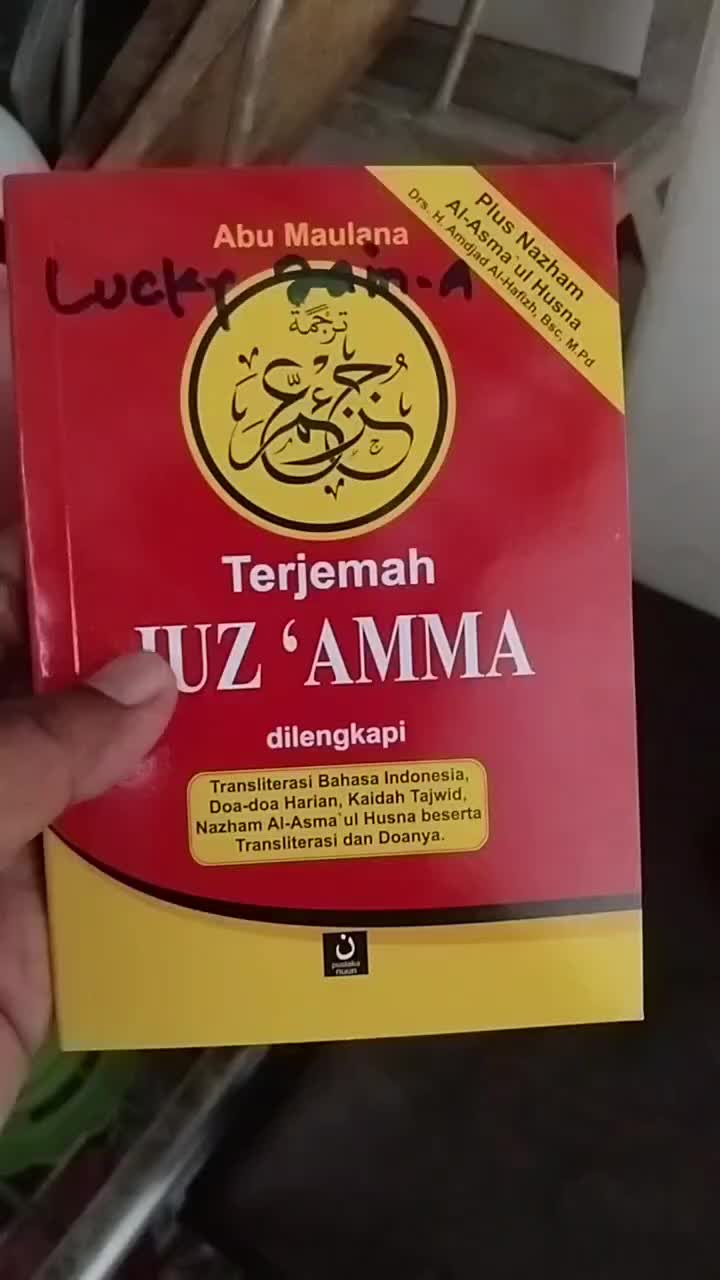 Plus Nazham
Al-Asma`ul Husna
Drs. H. Amdjad Al-Hafizh, Bsc, M.Pd
Abu Maulana
Lucky
ترجمة
جزء عم
Terjemah
JUZ ‘AMMA
dilengkapi
Transliterasi Bahasa Indonesia,
Doa-doa Harian, Kaidah Tajwid,
Nazham Al-Asma`ul Husna beserta
Transliterasi dan Doanya.
ن
pustaka
nuun